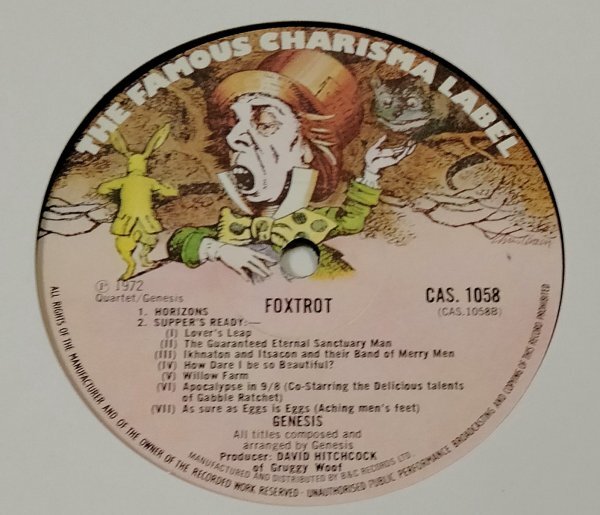 THE FAMOUS CHARISMA LABEL
℗ 1972
Quartet/Genesis
FOXTROT
CAS. 1058
(CAS.1058B)
1. HORIZONS
2. SUPPER'S READY:—
(I) Lover's Leap
(II) The Guaranteed Eternal Sanctuary Man
(III) Ikhnaton and Itsacon and their Band of Merry Men
(IV) How Dare I be so Beautiful?
(V) Willow Farm
(VI) Apocalypse in 9/8 (Co-Starring the Delicious talents
of Gabble Ratchet)
(VII) As sure as Eggs is Eggs (Aching men's feet)
GENESIS
All titles composed and
arranged by Genesis
Producer: DAVID HITCHCOCK
of Gruggy Woof
MANUFACTURED AND DISTRIBUTED BY B&C RECORDS LTD.
ALL RIGHTS OF THE MANUFACTURER AND OF THE OWNER OF THE RECORDED WORK RESERVED · UNAUTHORISED PUBLIC PERFORMANCE BROADCASTING AND COPYING OF THIS RECORD PROHIBITED